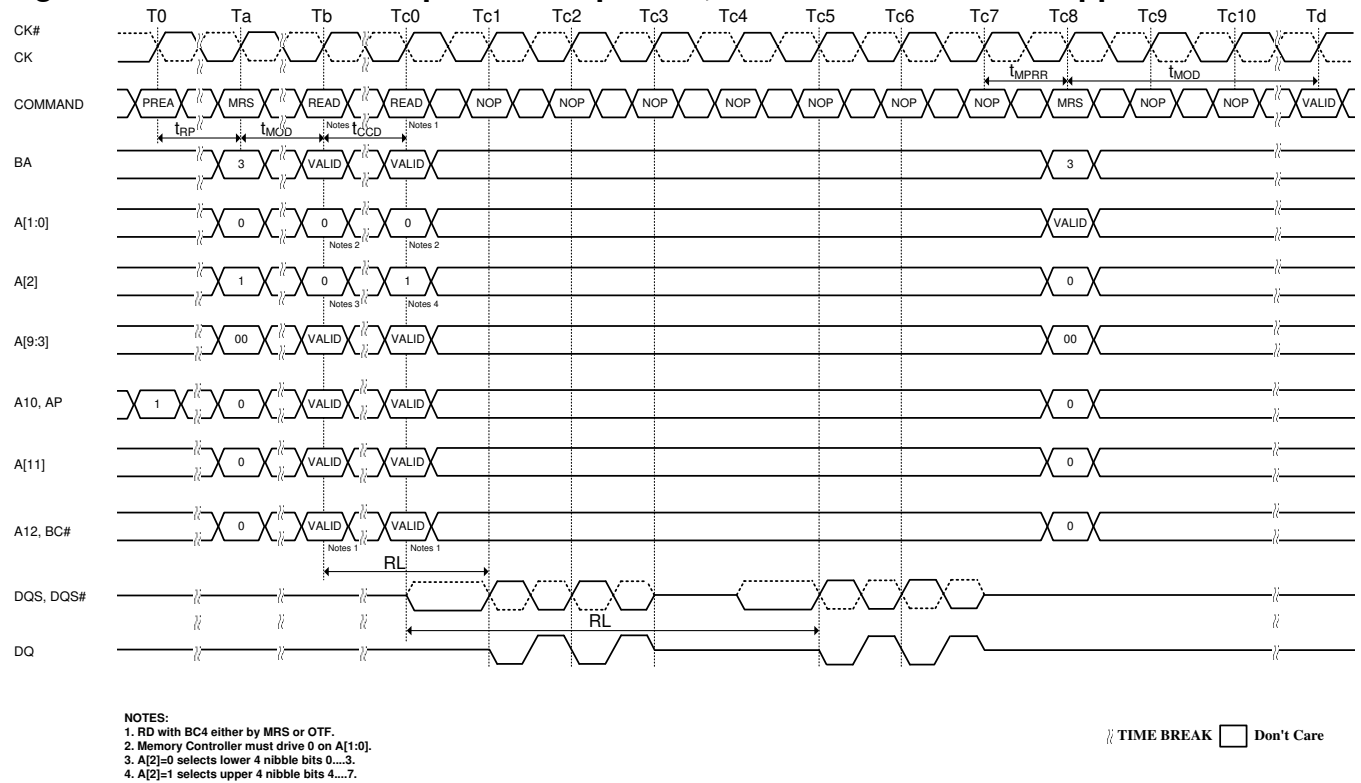 T0 Ta Tb Tc0 Tc1 Tc2 Tc3 Tc4 Tc5 Tc6 Tc7 Tc8 Tc9 Tc10 Td
CK#
CK
tMPRR tMOD
COMMAND PREA MRS READ READ NOP NOP NOP NOP NOP NOP NOP MRS NOP NOP VALID
Notes 1 Notes 1
tRP tMOD tCCD
BA 3 VALID VALID 3
A[1:0] 0 0 0 VALID
Notes 2 Notes 2
A[2] 1 0 1 0
Notes 3 Notes 4
A[9:3] 00 VALID VALID 00
A10, AP 1 0 VALID VALID 0
A[11] 0 VALID VALID 0
A12, BC# 0 VALID VALID 0
Notes 1 Notes 1
RL
DQS, DQS#
RL
DQ
NOTES:
1. RD with BC4 either by MRS or OTF.
2. Memory Controller must drive 0 on A[1:0].
3. A[2]=0 selects lower 4 nibble bits 0....3.
4. A[2]=1 selects upper 4 nibble bits 4....7.
TIME BREAK Don't Care